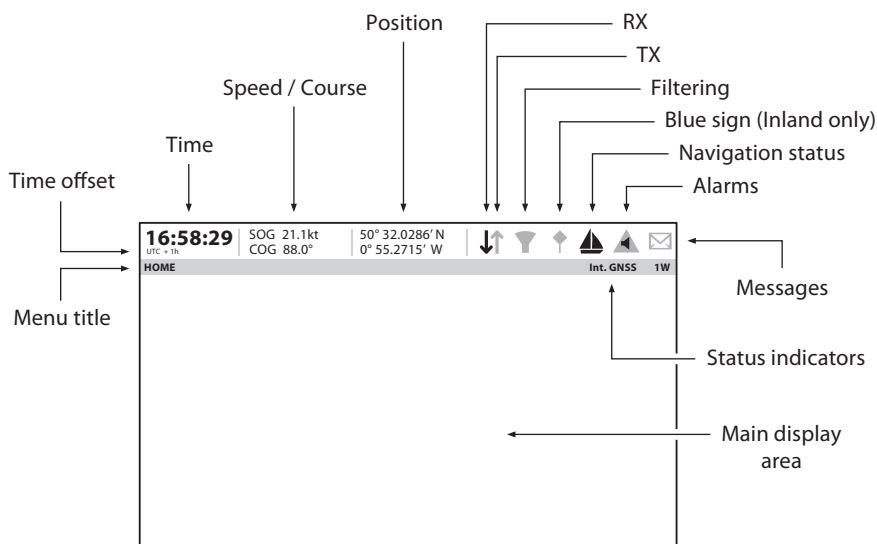 Position
RX
TX
Speed / Course
Filtering
Blue sign (Inland only)
Time
Navigation status
Time offset
Alarms
16:58:29
UTC + 1h
SOG 21.1kt
COG 88.0°
50° 32.0286′ N
0° 55.2715′ W
HOME
Int. GNSS 1W
Messages
Menu title
Status indicators
Main display
area